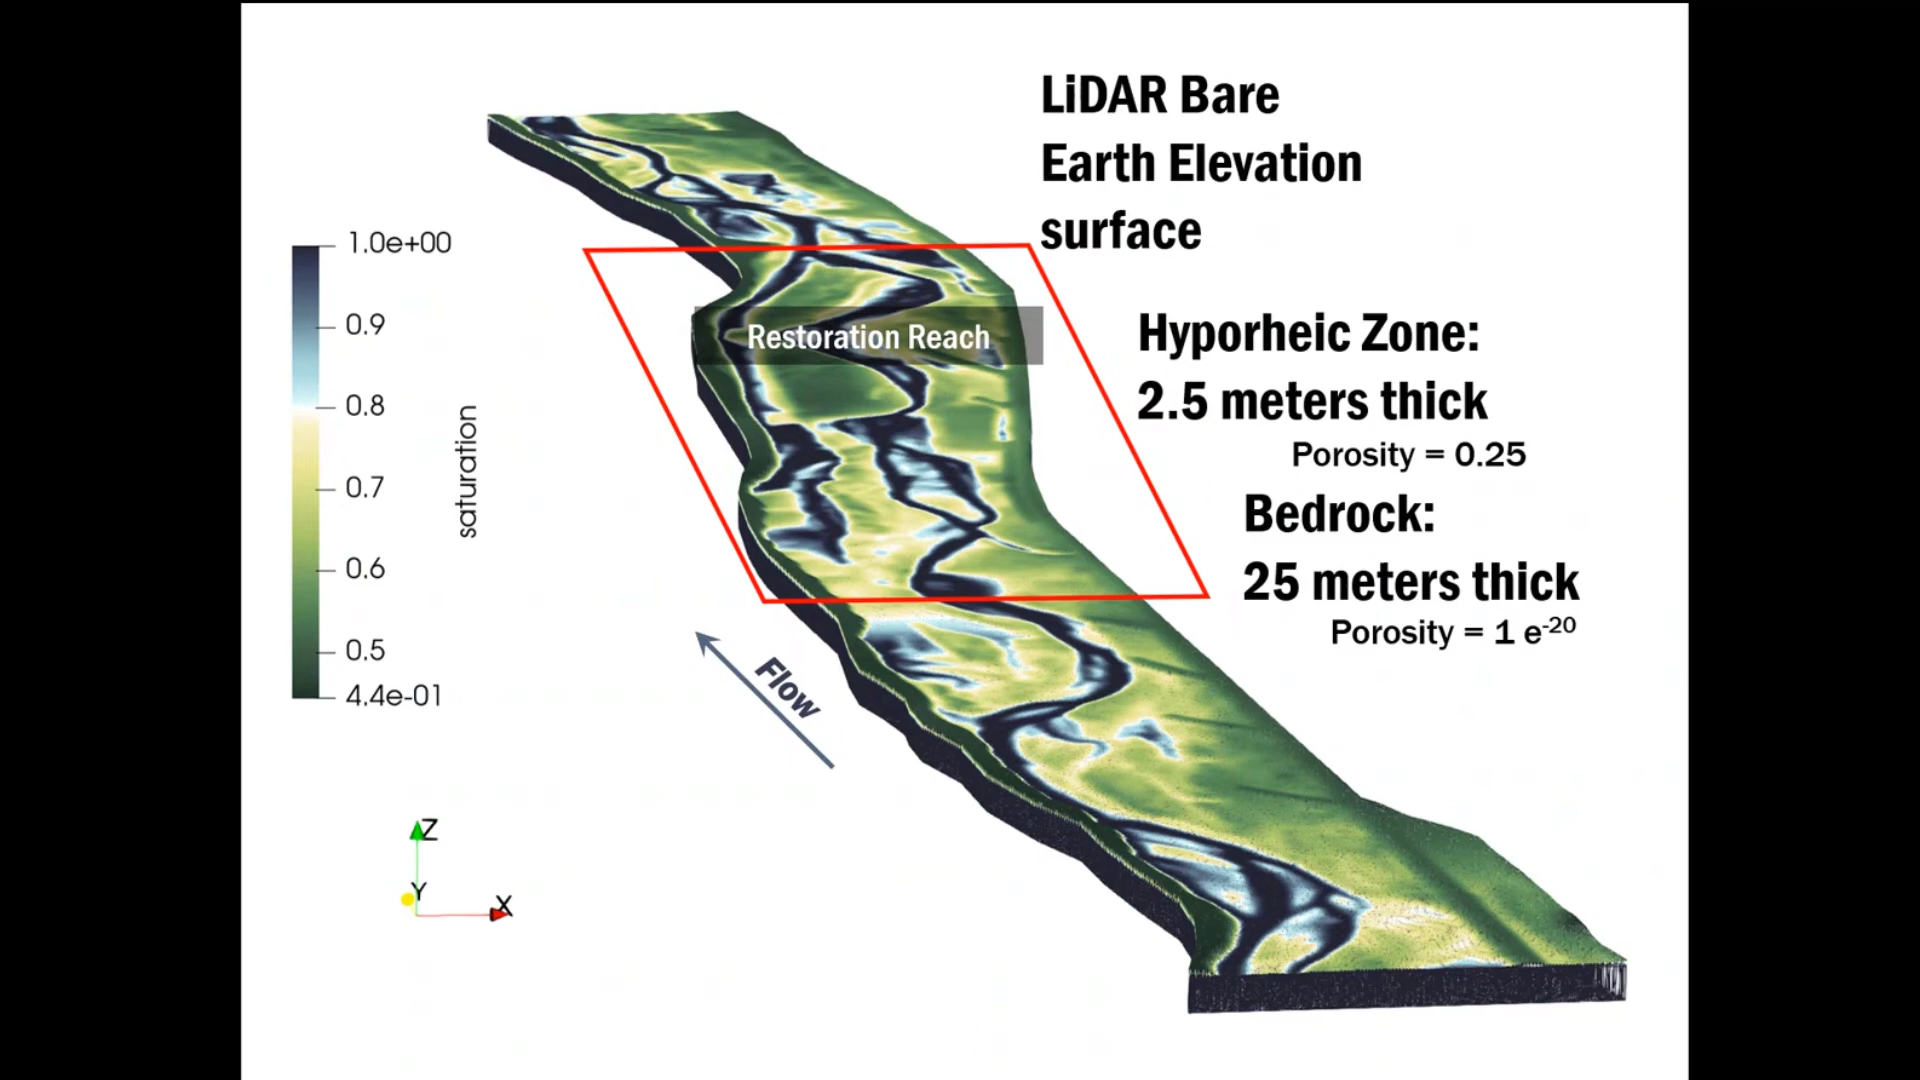 LiDAR Bare
Earth Elevation
surface
1.0e+00
0.9
0.8
0.7
0.6
0.5
4.4e-01
saturation
Restoration Reach
Hyporheic Zone:
2.5 meters thick
Porosity = 0.25
Bedrock:
25 meters thick
Porosity = 1 e-20
Flow
Z
Y
X